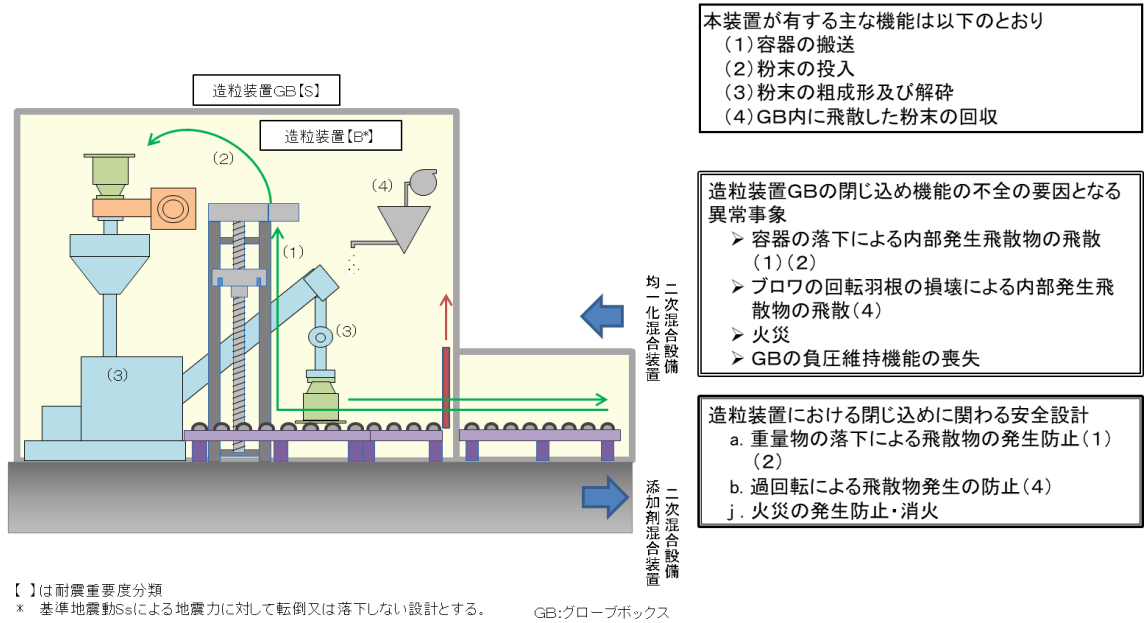 本装置が有する主な機能は以下のとおり
(1)容器の搬送
(2)粉末の投入
(3)粉末の粗成形及び解砕
(4)GB内に飛散した粉末の回収
造粒装置GB【S】
造粒装置【B*】
(2)
(4)
(1)
(3)
(3)
二次混合設備
均一化混合装置
二次混合設備
添加剤混合装置
造粒装置GBの閉じ込め機能の不全の要因となる
異常事象
➢ 容器の落下による内部発生飛散物の飛散
(1)(2)
➢ ブロワの回転羽根の損壊による内部発生飛
散物の飛散(4)
➢ 火災
➢ GBの負圧維持機能の喪失
造粒装置における閉じ込めに関わる安全設計
a. 重量物の落下による飛散物の発生防止(1)
(2)
b. 過回転による飛散物発生の防止(4)
j. 火災の発生防止・消火
【 】は耐震重要度分類
* 基準地震動Ssによる地震力に対して転倒又は落下しない設計とする。
GB:グローブボックス